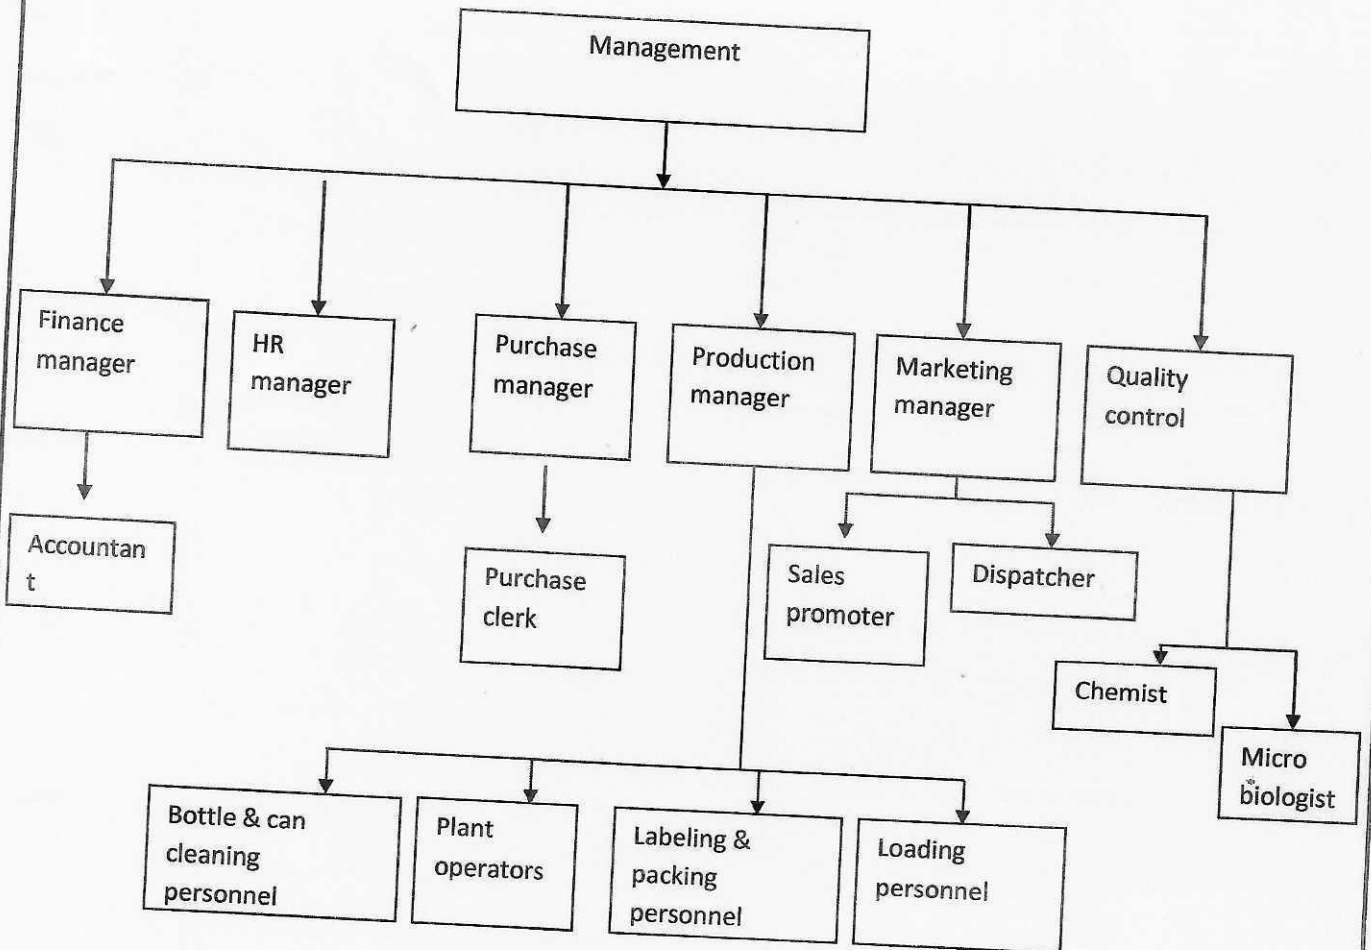 Management
Finance
manager
HR
manager
Purchase
manager
Production
manager
Marketing
manager
Quality
control
Accountan
t
Purchase
clerk
Sales
promoter
Dispatcher
Chemist
Micro
biologist
Bottle & can
cleaning
personnel
Plant
operators
Labeling &
packing
personnel
Loading
personnel